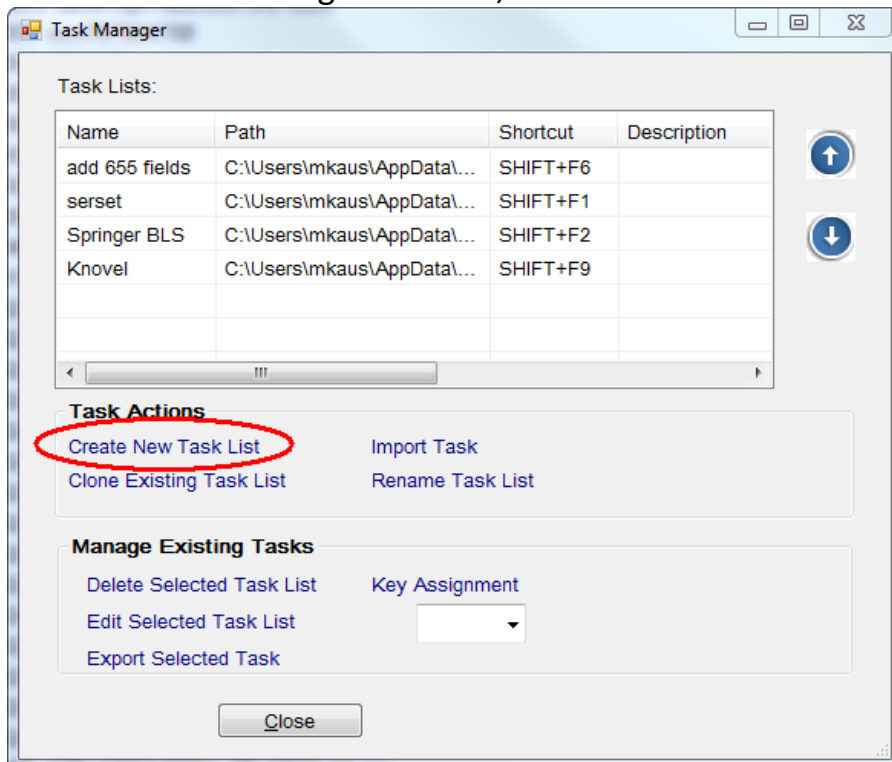 Task Manager
Task Lists:
Name Path Shortcut Description
add 655 fields C:\Users\mkaus\AppData\... SHIFT+F6
serset C:\Users\mkaus\AppData\... SHIFT+F1
Springer BLS C:\Users\mkaus\AppData\... SHIFT+F2
Knovel C:\Users\mkaus\AppData\... SHIFT+F9
Task Actions
Create New Task List Import Task
Clone Existing Task List Rename Task List
Manage Existing Tasks
Delete Selected Task List Key Assignment
Edit Selected Task List
Export Selected Task
Close